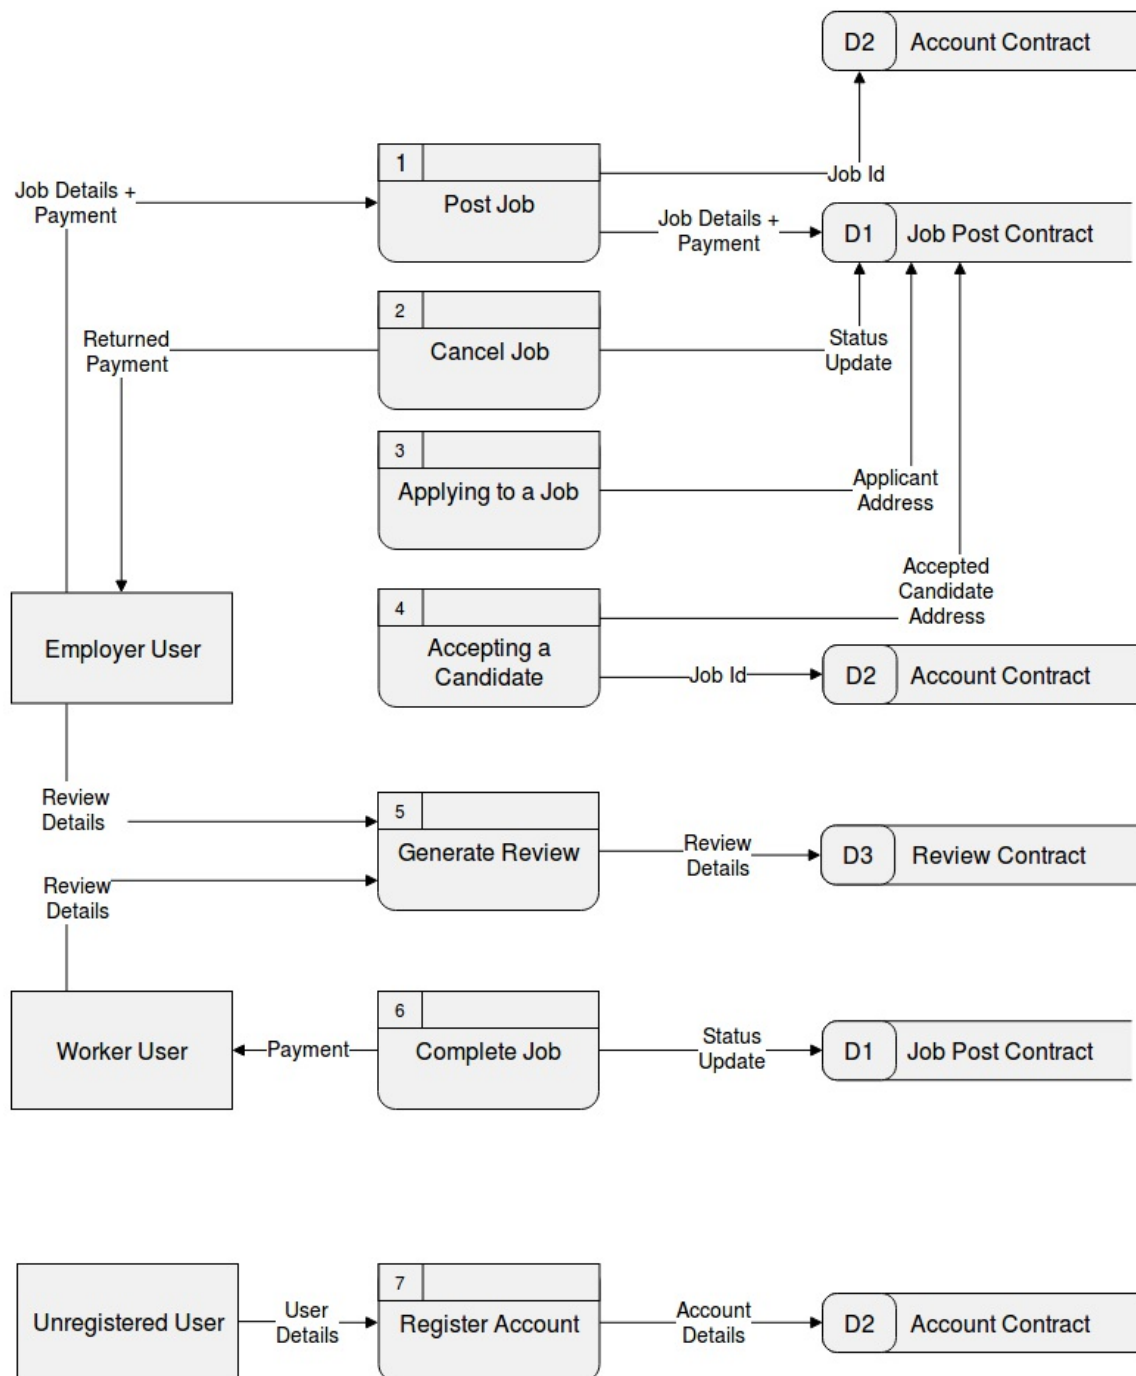 D2 Account Contract
1
Job Id
Job Details +
Payment
Post Job
Job Details +
Payment
D1 Job Post Contract
2
Returned
Payment
Cancel Job
Status
Update
3
Applying to a Job
Applicant
Address
Accepted
Candidate
Address
4
Employer User
Accepting a
Candidate
Job Id
D2 Account Contract
Review
Details
5
Generate Review
Review
Details
D3 Review Contract
Review
Details
6
Worker User
Payment
Complete Job
Status
Update
D1 Job Post Contract
7
Unregistered User
User
Details
Register Account
Account
Details
D2 Account Contract